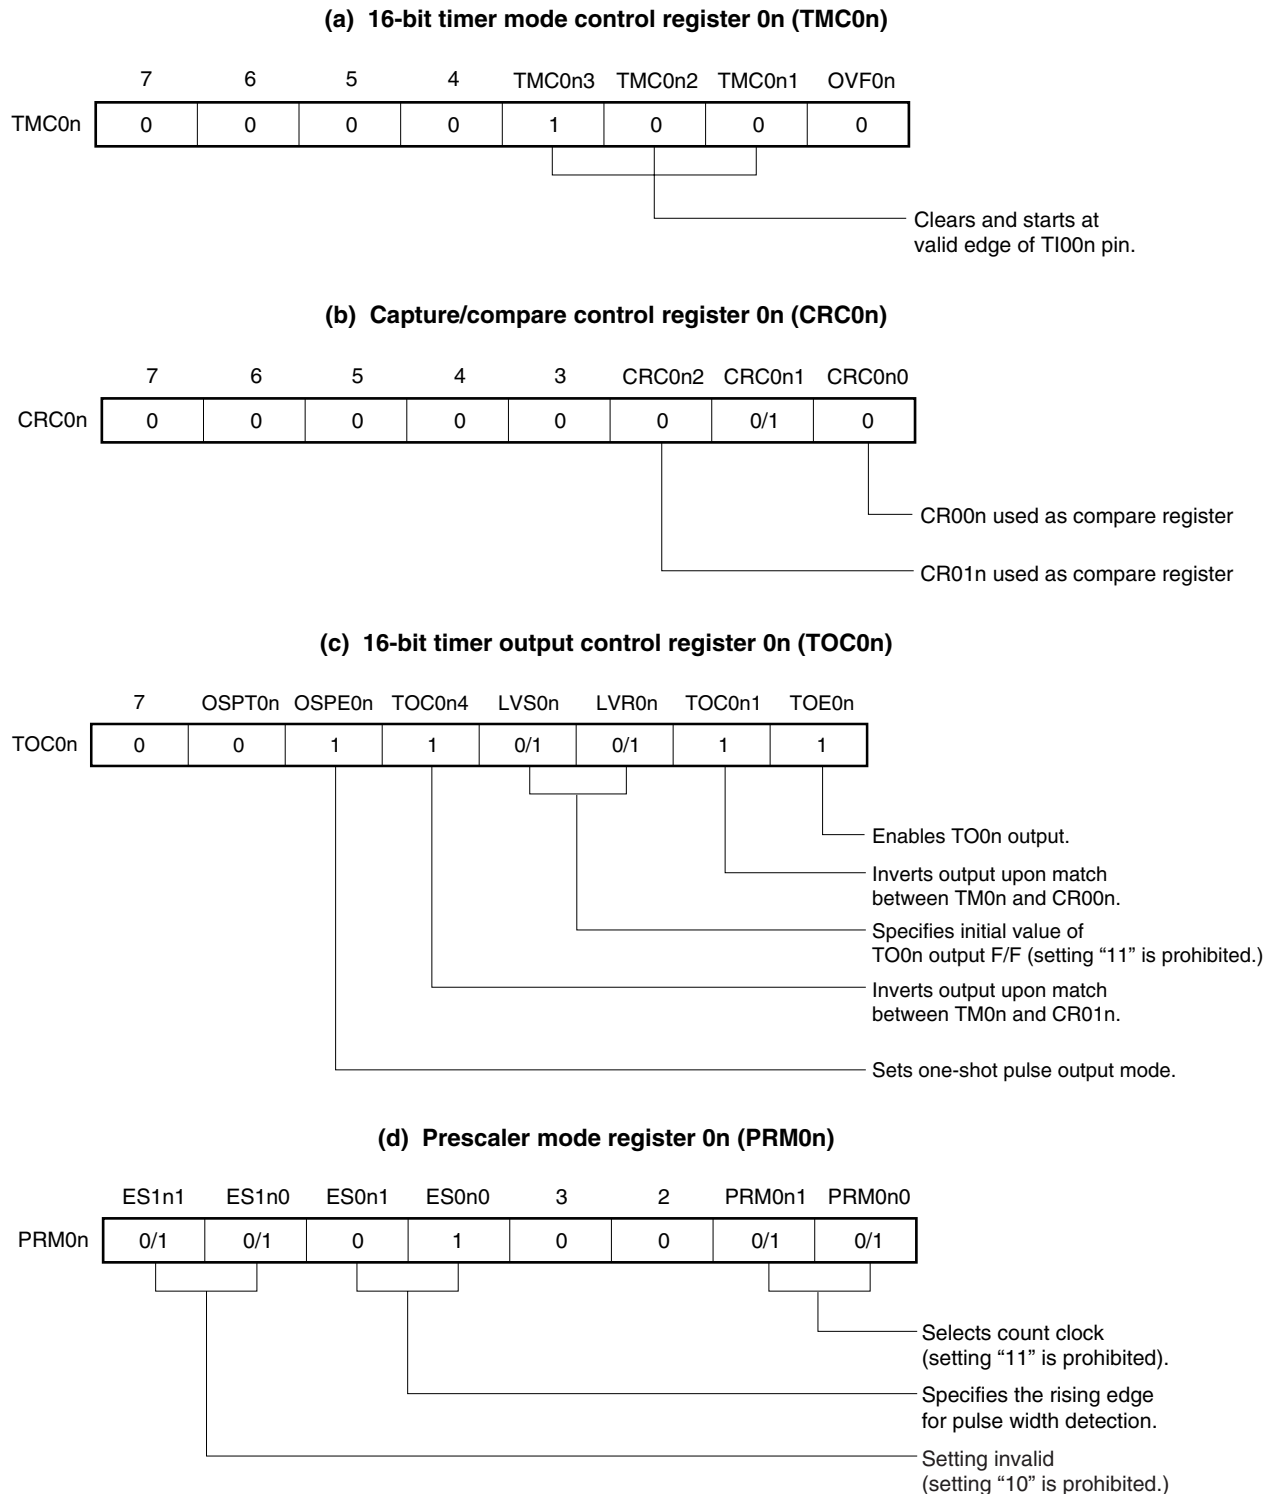 (a) 16-bit timer mode control register 0n (TMC0n)
7 6 5 4 TMC0n3 TMC0n2 TMC0n1 OVF0n
TMC0n 0 0 0 0 1 0 0 0
Clears and starts at
valid edge of TI00n pin.
(b) Capture/compare control register 0n (CRC0n)
7 6 5 4 3 CRC0n2 CRC0n1 CRC0n0
CRC0n 0 0 0 0 0 0 0/1 0
CR00n used as compare register
CR01n used as compare register
(c) 16-bit timer output control register 0n (TOC0n)
7 OSPT0n OSPE0n TOC0n4 LVS0n LVR0n TOC0n1 TOE0n
TOC0n 0 0 1 1 0/1 0/1 1 1
Enables TO0n output.
Inverts output upon match
between TM0n and CR00n.
Specifies initial value of
TO0n output F/F (setting “11” is prohibited.)
Inverts output upon match
between TM0n and CR01n.
Sets one-shot pulse output mode.
(d) Prescaler mode register 0n (PRM0n)
ES1n1 ES1n0 ES0n1 ES0n0 3 2 PRM0n1 PRM0n0
PRM0n 0/1 0/1 0 1 0 0 0/1 0/1
Selects count clock
(setting “11” is prohibited).
Specifies the rising edge
for pulse width detection.
Setting invalid
(setting “10” is prohibited.)